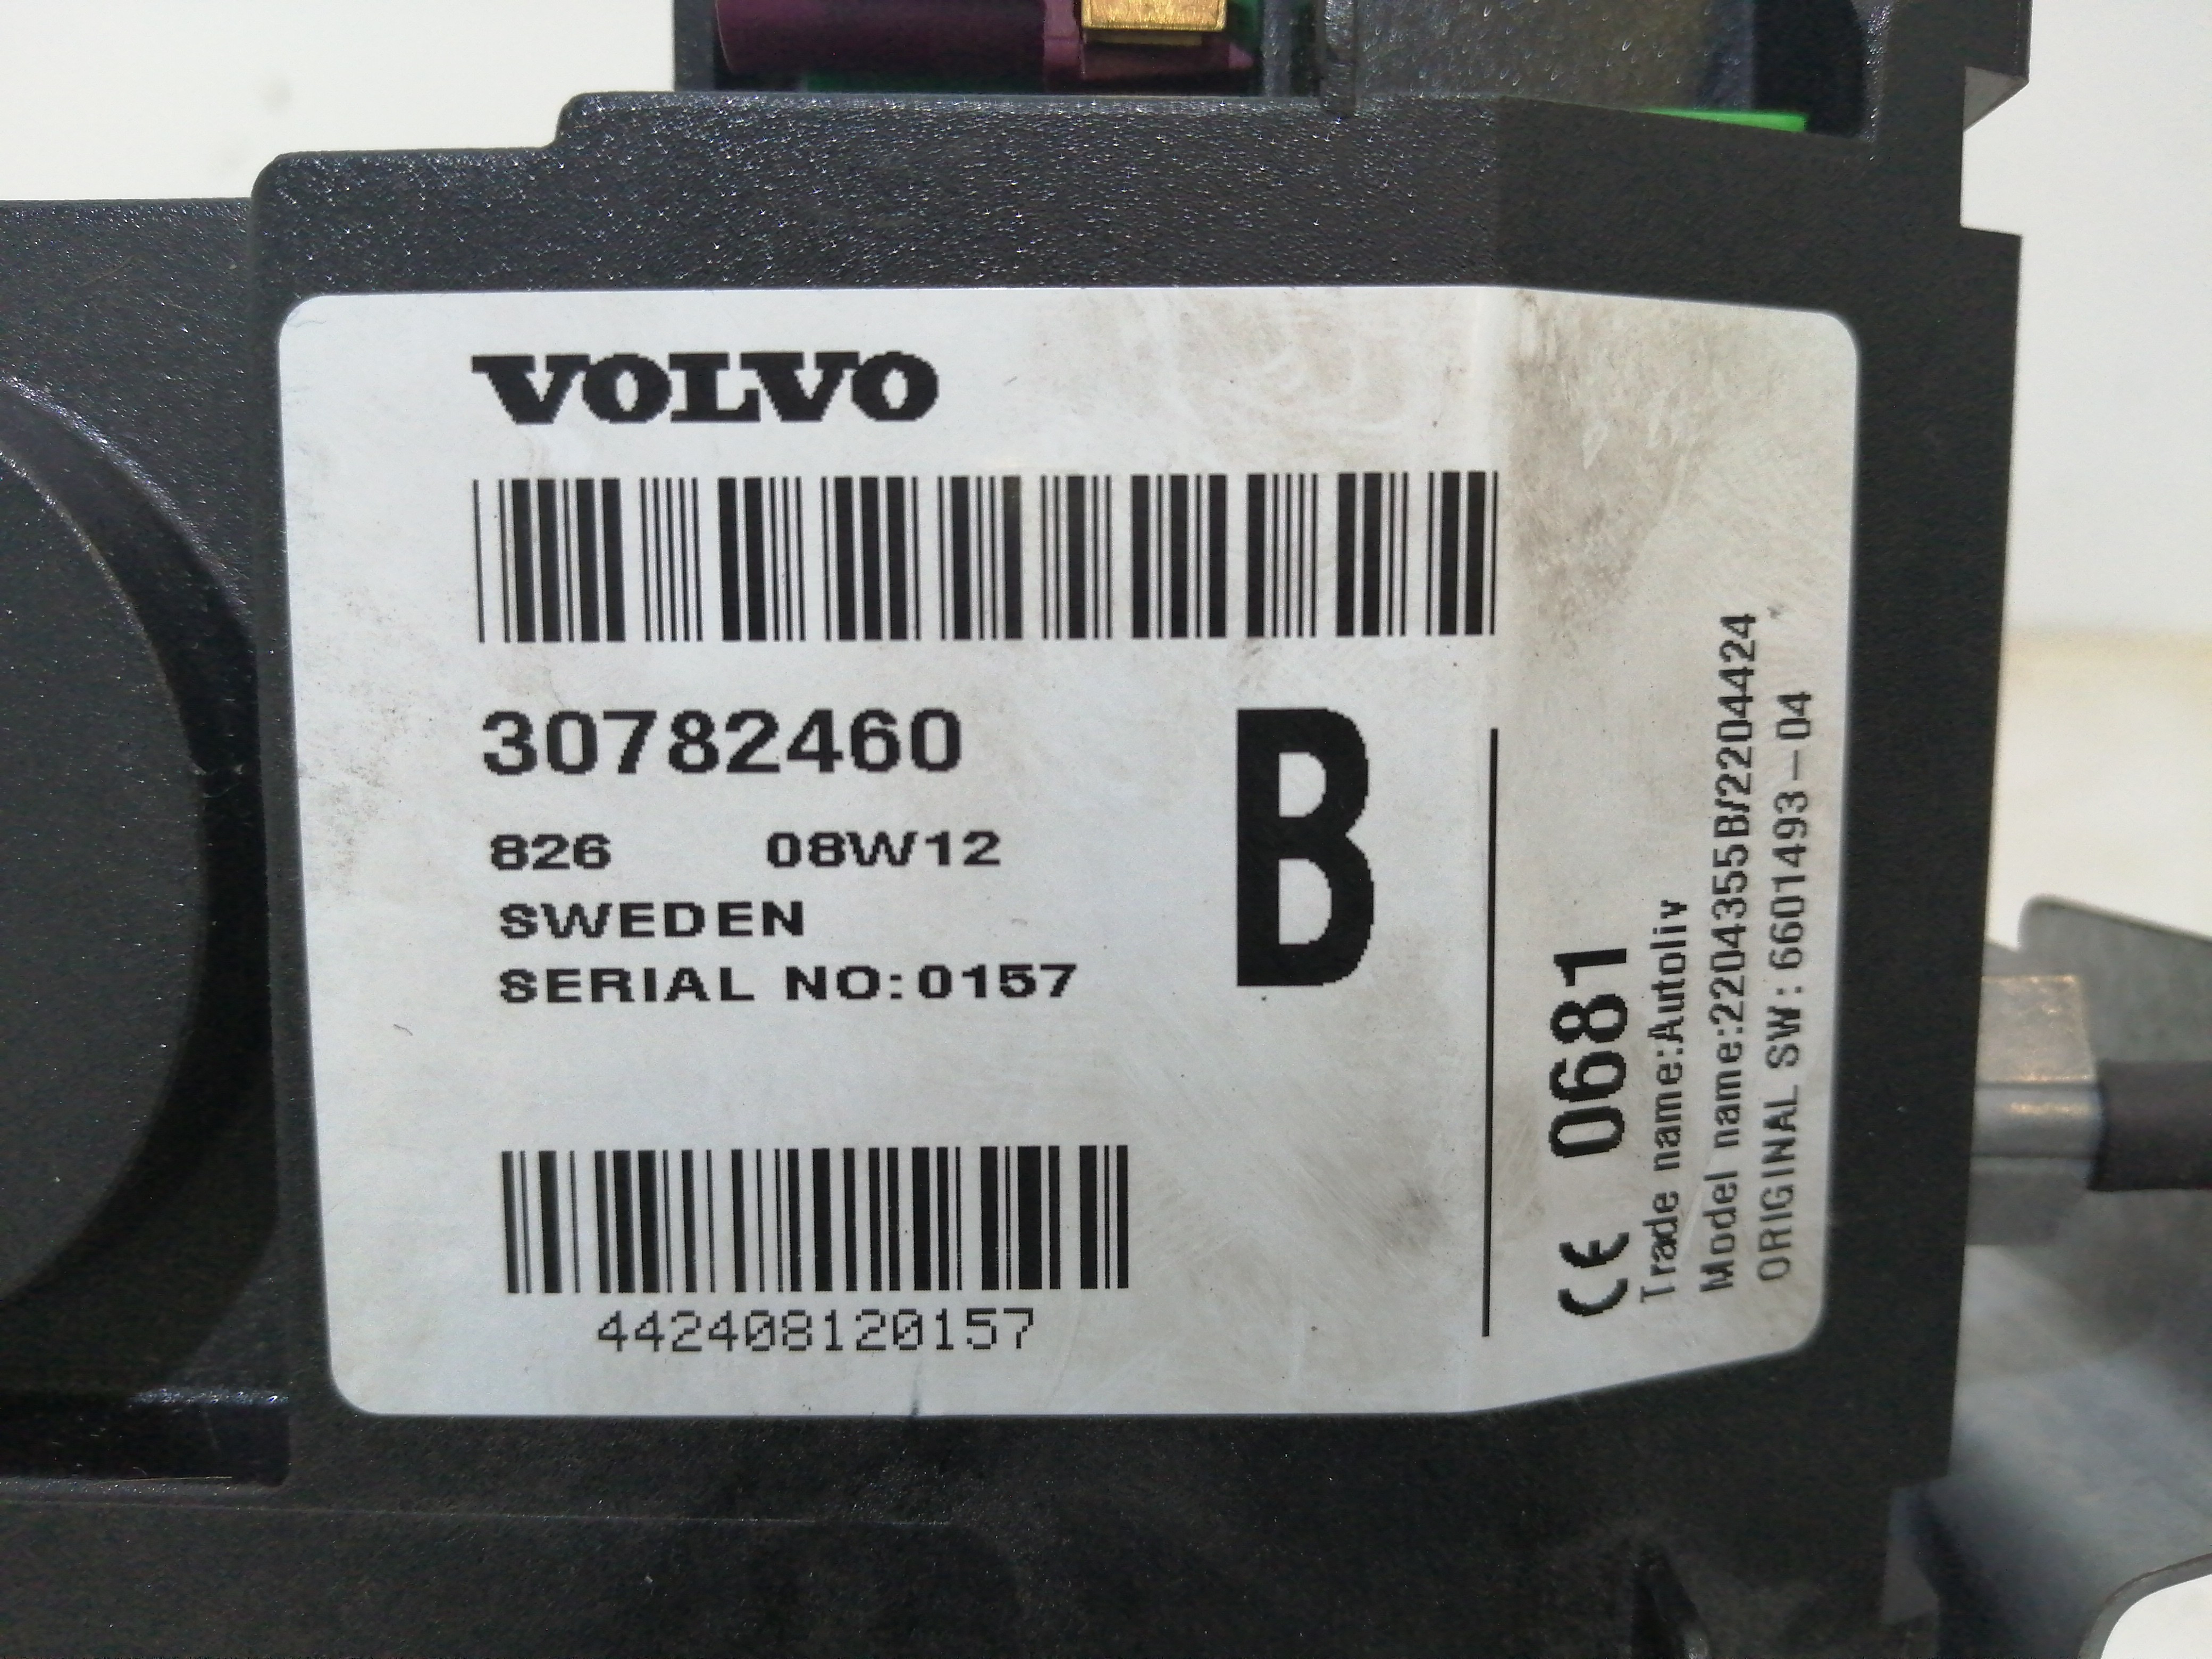 VOLVO
30782460
B
826 08W12
SWEDEN
SERIAL NO:0157
442408120157
CE 0681
Trade name:Autoliv
Model name:2204355B/2204424
ORIGINAL SW:6601493-04